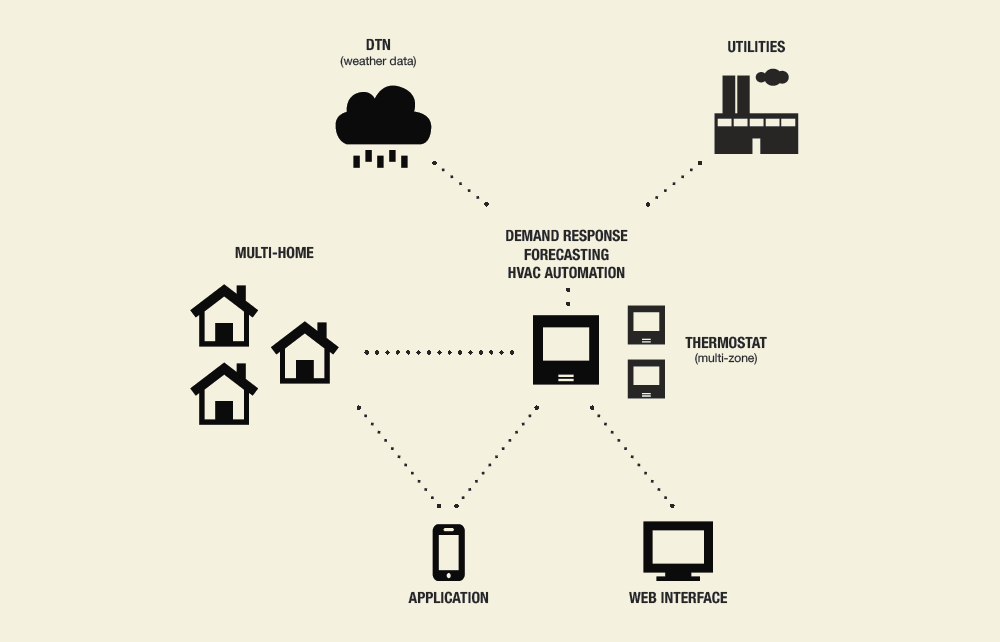 DTN
(weather data)
UTILITIES
DEMAND RESPONSE
FORECASTING
HVAC AUTOMATION
MULTI-HOME
THERMOSTAT
(multi-zone)
APPLICATION
WEB INTERFACE